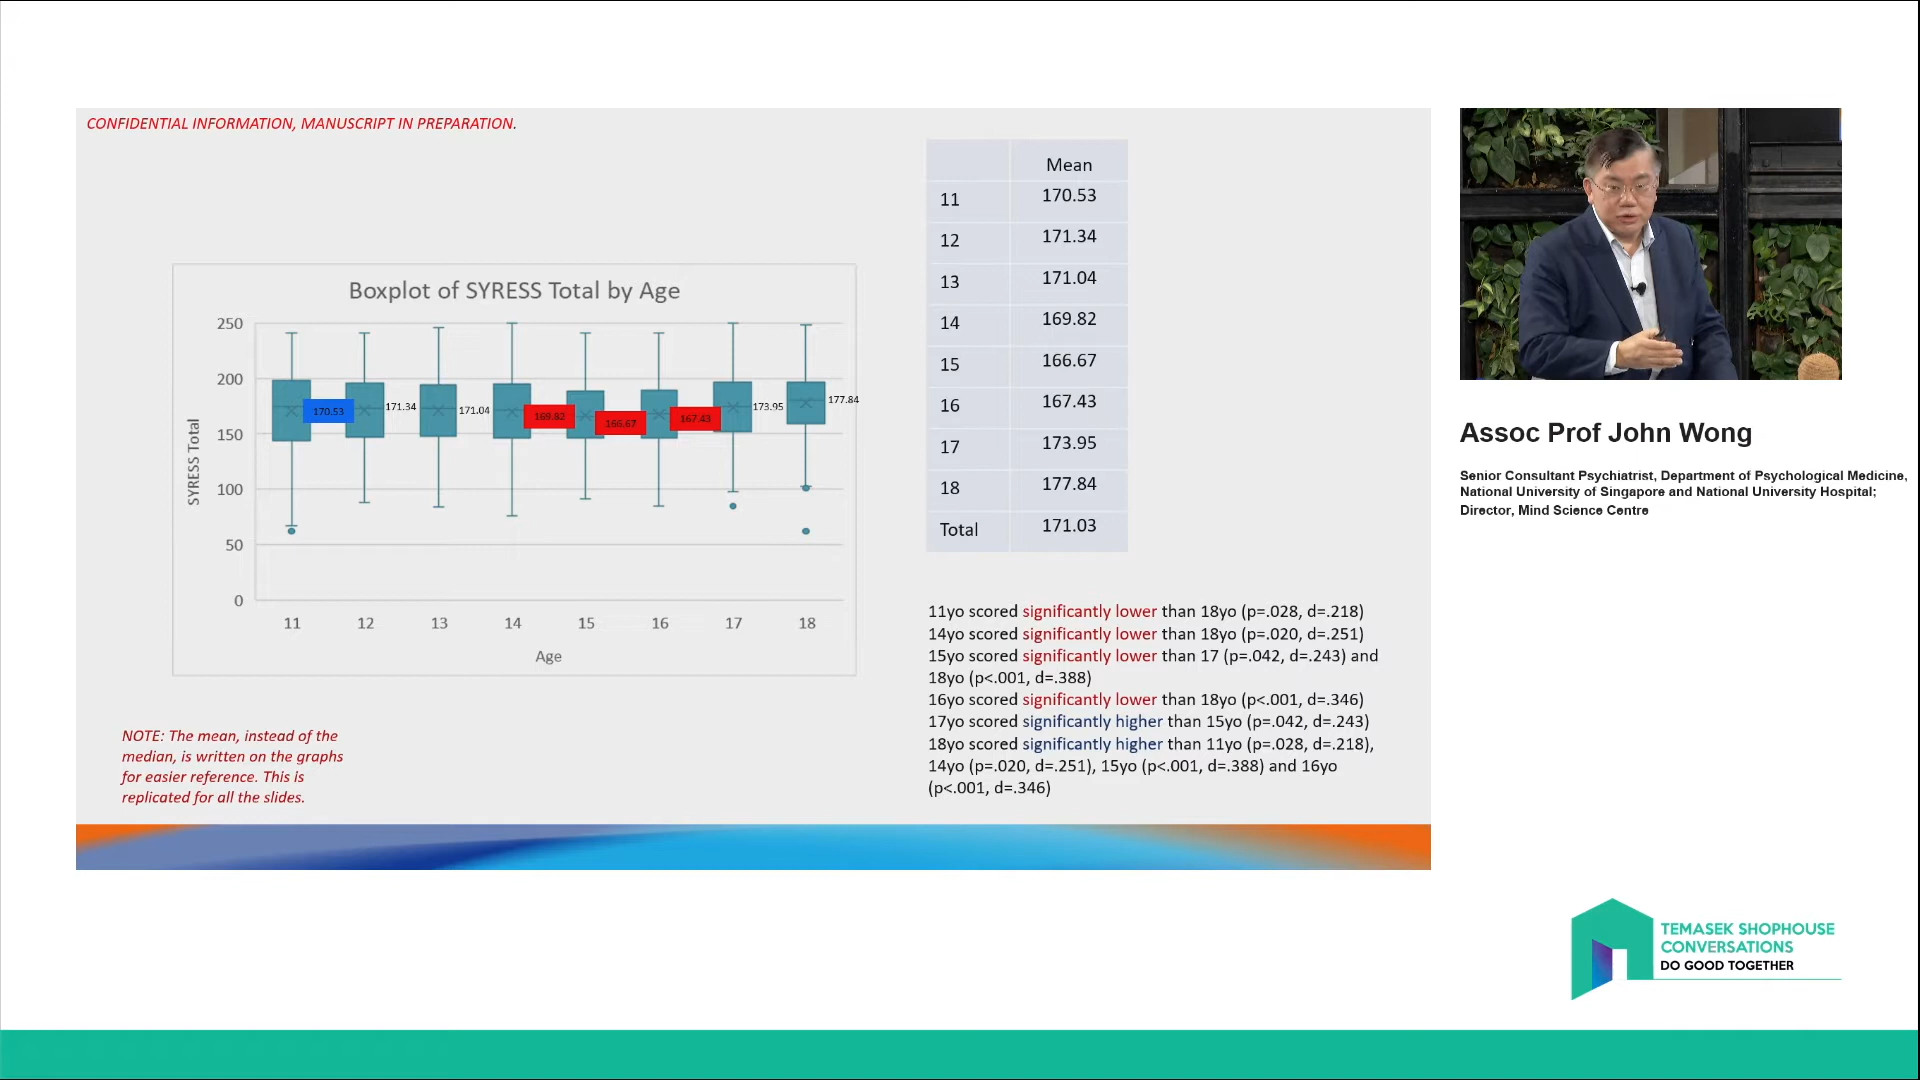 CONFIDENTIAL INFORMATION, MANUSCRIPT IN PREPARATION.
Boxplot of SYRESS Total by Age
SYRESS Total
250
200
150
100
50
0
170.53
171.34
171.04
169.82
166.67
167.43
173.95
177.84
11 12 13 14 15 16 17 18
Age
NOTE: The mean, instead of the
median, is written on the graphs
for easier reference. This is
replicated for all the slides.
Mean
11 170.53
12 171.34
13 171.04
14 169.82
15 166.67
16 167.43
17 173.95
18 177.84
Total 171.03
11yo scored significantly lower than 18yo (p=.028, d=.218)
14yo scored significantly lower than 18yo (p=.020, d=.251)
15yo scored significantly lower than 17 (p=.042, d=.243) and
18yo (p<.001, d=.388)
16yo scored significantly lower than 18yo (p<.001, d=.346)
17yo scored significantly higher than 15yo (p=.042, d=.243)
18yo scored significantly higher than 11yo (p=.028, d=.218),
14yo (p=.020, d=.251), 15yo (p<.001, d=.388) and 16yo
(p<.001, d=.346)
Assoc Prof John Wong
Senior Consultant Psychiatrist, Department of Psychological Medicine,
National University of Singapore and National University Hospital;
Director, Mind Science Centre
TEMASEK SHOPHOUSE
CONVERSATIONS
DO GOOD TOGETHER